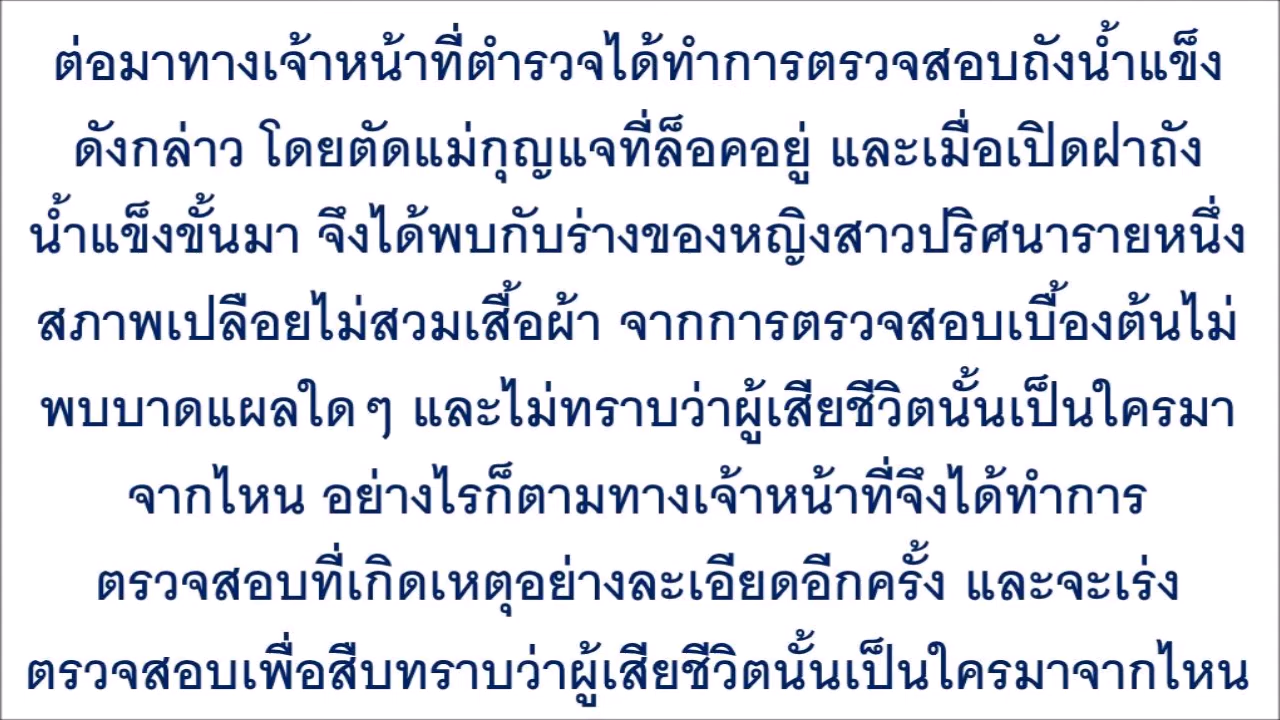 ต่อมาทางเจ้าหน้าที่ตำรวจได้ทำการตรวจสอบถังน้ำแข็ง
ดังกล่าว โดยตัดแม่กุญแจที่ล็อคอยู่ และเมื่อเปิดฝาถัง
น้ำแข็งขั้นมา จึงได้พบกับร่างของหญิงสาวปริศนารายหนึ่ง
สภาพเปลือยไม่สวมเสื้อผ้า จากการตรวจสอบเบื้องต้นไม่
พบบาดแผลใดๆ และไม่ทราบว่าผู้เสียชีวิตนั้นเป็นใครมา
จากไหน อย่างไรก็ตามทางเจ้าหน้าที่จึงได้ทำการ
ตรวจสอบที่เกิดเหตุอย่างละเอียดอีกครั้ง และจะเร่ง
ตรวจสอบเพื่อสืบทราบว่าผู้เสียชีวิตนั้นเป็นใครมาจากไหน